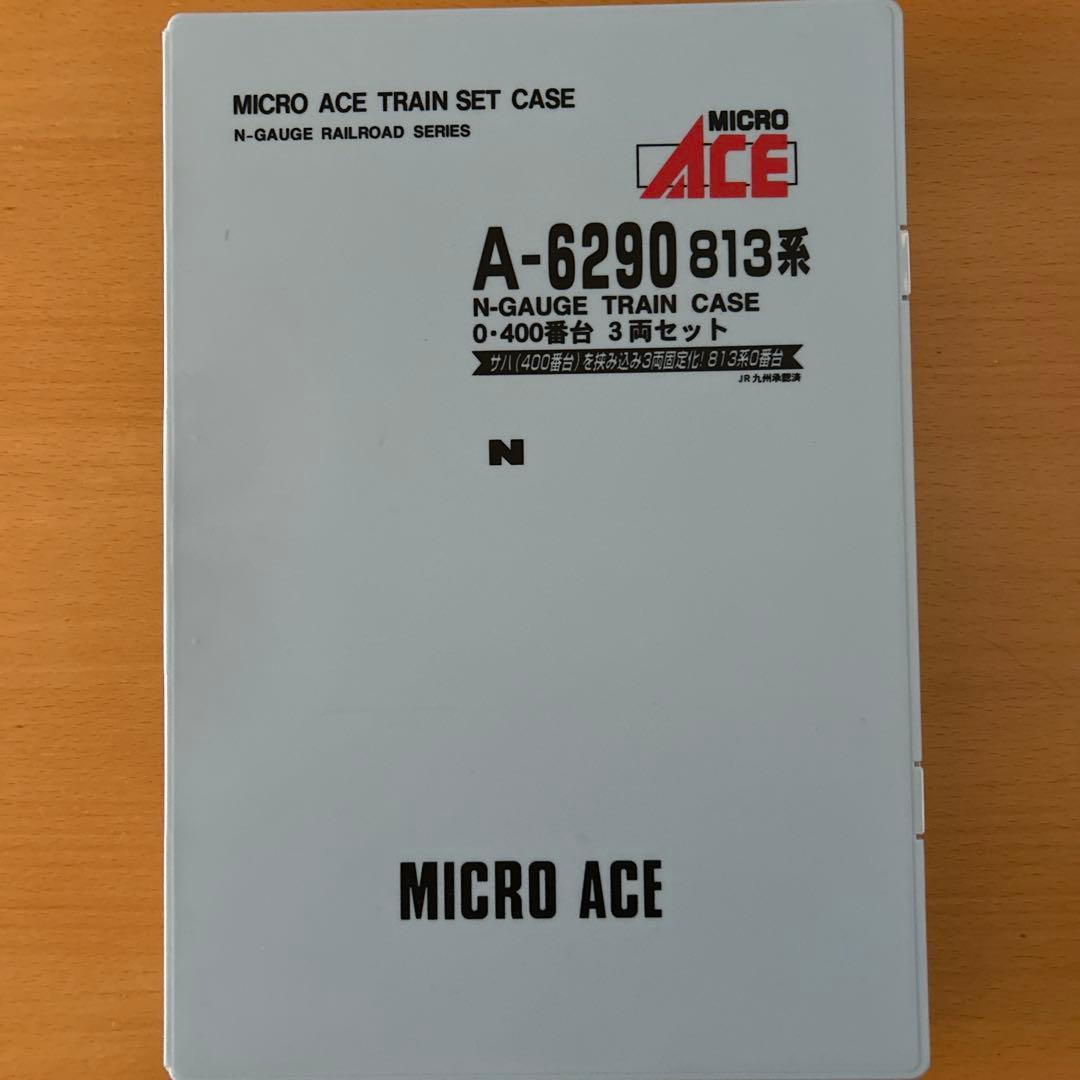 MICRO ACE TRAIN SET CASE
N-GAUGE RAILROAD SERIES
MICRO
ACE
A-6290 813系
N-GAUGE TRAIN CASE
0・400番台 3両セット
サハ(400番台)を挟み込み3両固定化!813系0番台
JR九州承認済
N
MICRO ACE